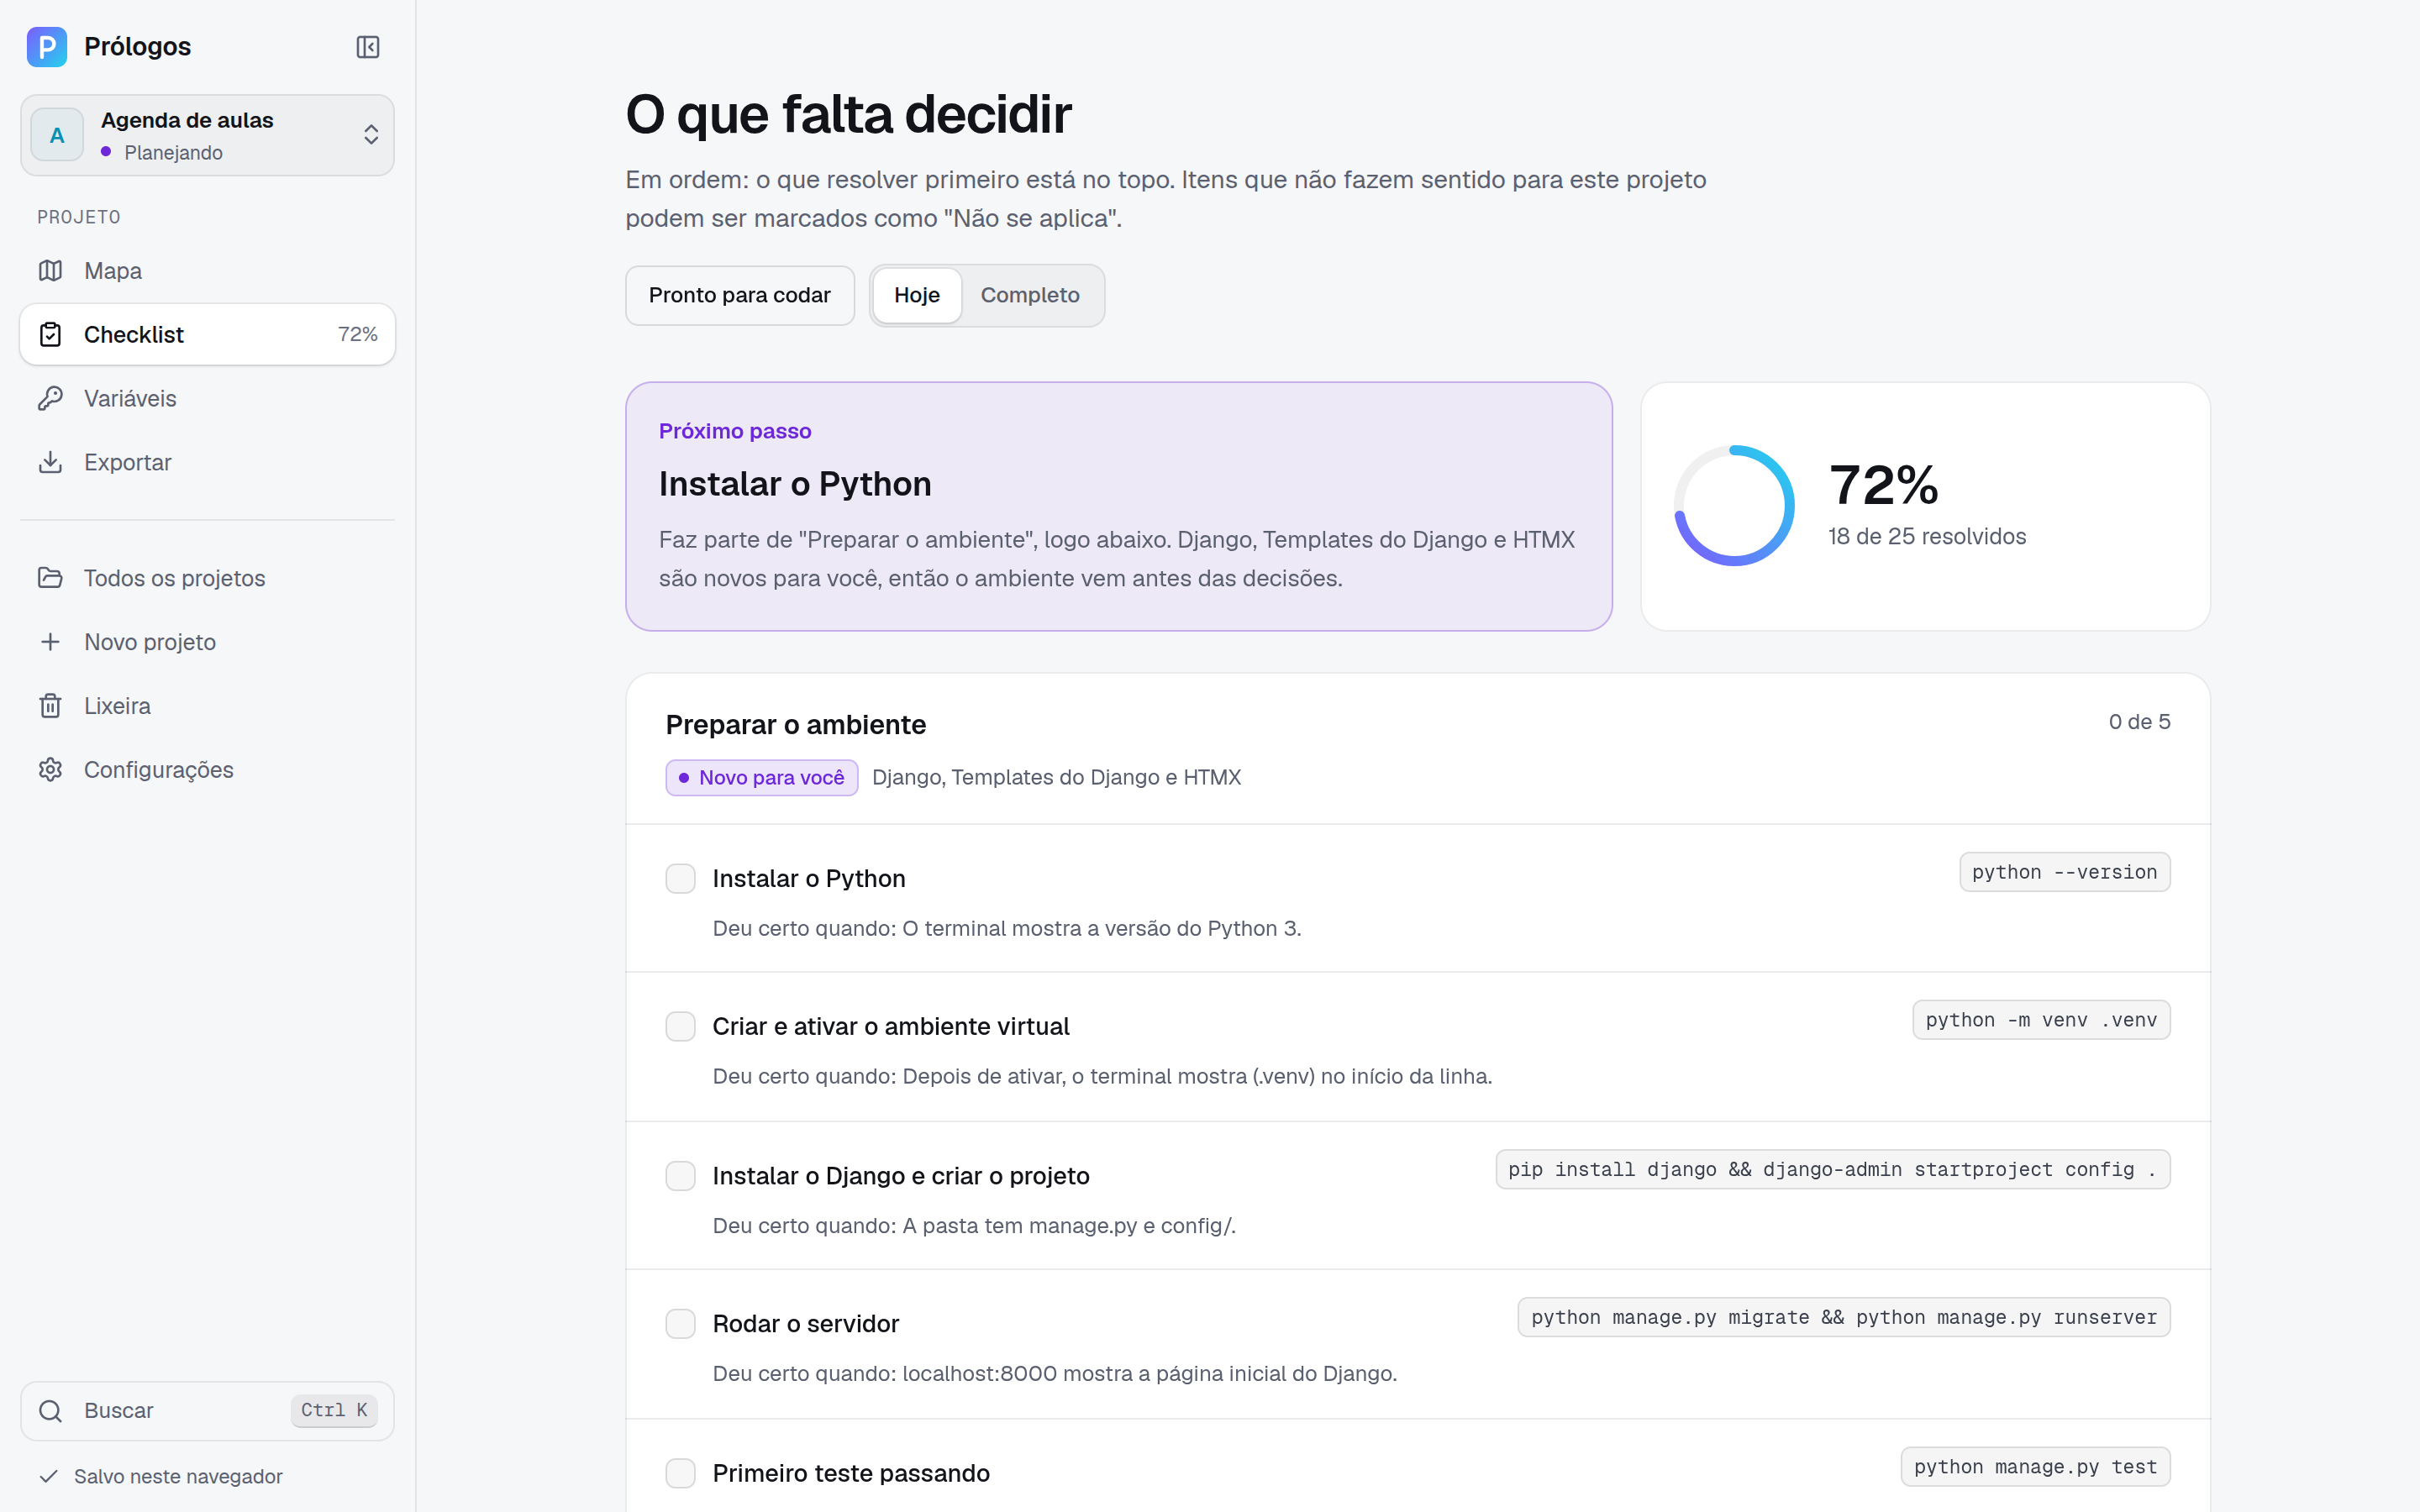 P Prólogos
A
Agenda de aulas
Planejando
PROJETO
Mapa
Checklist 72%
Variáveis
Exportar
Todos os projetos
Novo projeto
Lixeira
Configurações
Buscar Ctrl K
Salvo neste navegador
O que falta decidir
Em ordem: o que resolver primeiro está no topo. Itens que não fazem sentido para este projeto
podem ser marcados como "Não se aplica".
Pronto para codar Hoje Completo
Próximo passo
Instalar o Python
Faz parte de "Preparar o ambiente", logo abaixo. Django, Templates do Django e HTMX
são novos para você, então o ambiente vem antes das decisões.
72%
18 de 25 resolvidos
Preparar o ambiente 0 de 5
Novo para você Django, Templates do Django e HTMX
Instalar o Python python --version
Deu certo quando: O terminal mostra a versão do Python 3.
Criar e ativar o ambiente virtual python -m venv .venv
Deu certo quando: Depois de ativar, o terminal mostra (.venv) no início da linha.
Instalar o Django e criar o projeto pip install django && django-admin startproject config .
Deu certo quando: A pasta tem manage.py e config/.
Rodar o servidor python manage.py migrate && python manage.py runserver
Deu certo quando: localhost:8000 mostra a página inicial do Django.
Primeiro teste passando python manage.py test